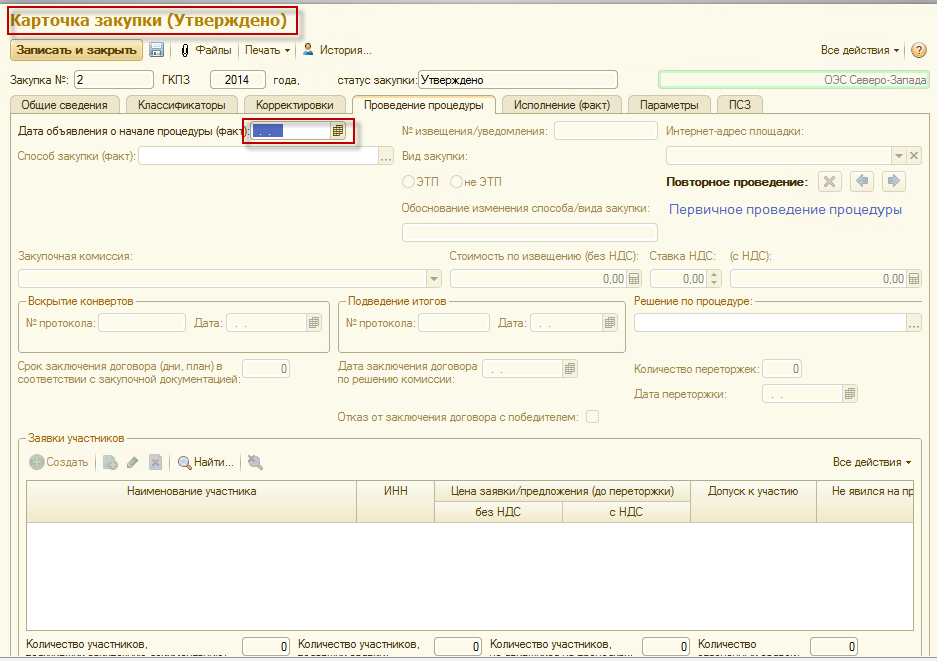 Карточка закупки (Утверждено)
Записать и закрыть Файлы Печать История... Все действия ?
Закупка №: 2 ГКПЗ 2014 года, статус закупки: Утверждено ОЭС Северо-Запада
Общие сведения Классификаторы Корректировки Проведение процедуры Исполнение (факт) Параметры ПСЗ
Дата объявления о начале процедуры (факт): . . № извещения/уведомления: Интернет-адрес площадки:
Способ закупки (факт): ... Вид закупки:
ЭТП не ЭТП Повторное проведение:
Обоснование изменения способа/вида закупки: Первичное проведение процедуры
Закупочная комиссия: Стоимость по извещению (без НДС): Ставка НДС: (с НДС):
0,00 0,00 0,00
Вскрытие конвертов Подведение итогов Решение по процедуре:
№ протокола: Дата: . . № протокола: Дата: . . ...
Срок заключения договора (дни, план) в
соответствии с закупочной документацией: 0
Дата заключения договора
по решению комиссии: . .
Количество переторжек: 0
Дата переторжки: . .
Отказ от заключения договора с победителем:
Заявки участников
Создать Найти... Все действия
Наименование участника ИНН Цена заявки/предложения (до переторжки) Допуск к участию Не явился на пр
без НДС с НДС
Количество участников, 0 Количество участников, 0 Количество участников, 0 Количество 0